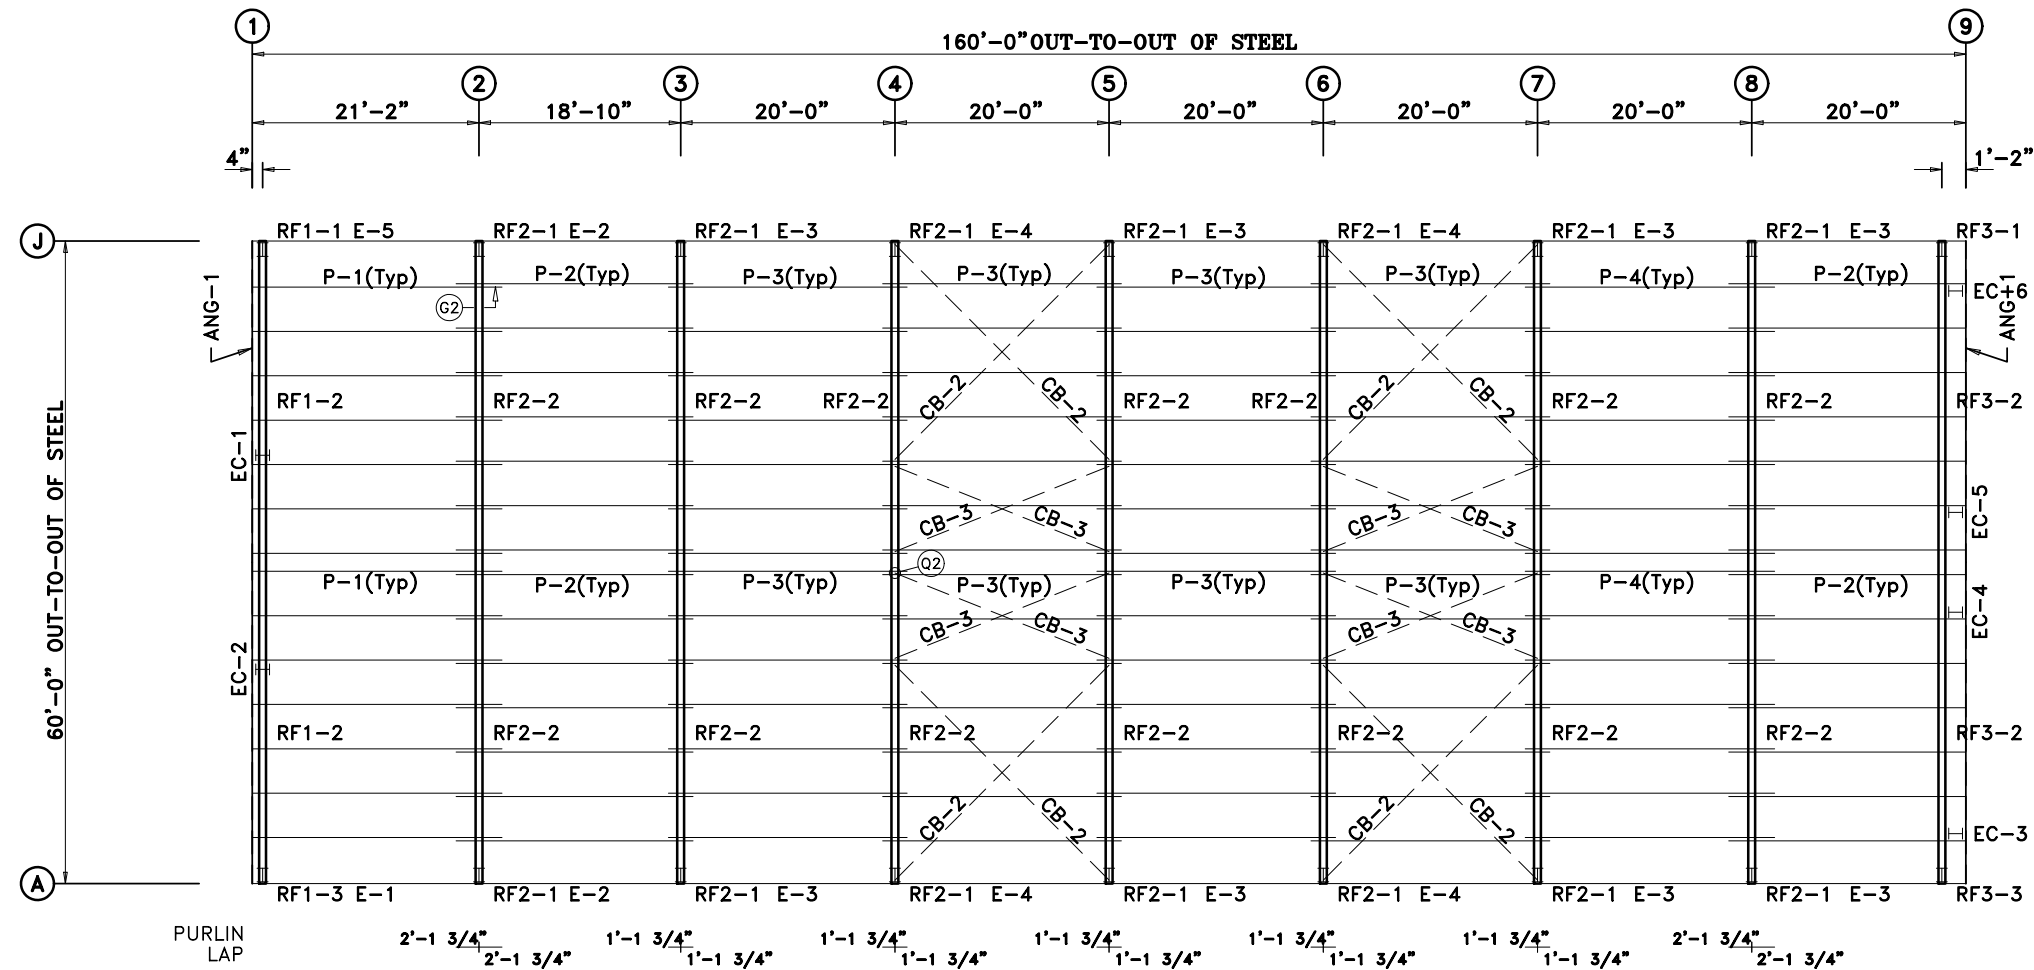 1 9
160'-0"OUT-TO-OUT OF STEEL
2 3 4 5 6 7 8
21'-2" 18'-10" 20'-0" 20'-0" 20'-0" 20'-0" 20'-0" 20'-0"
4" 1'-2"
J RF1-1 E-5 RF2-1 E-2 RF2-1 E-3 RF2-1 E-4 RF2-1 E-3 RF2-1 E-4 RF2-1 E-3 RF2-1 E-3 RF3-1
P-1(Typ) P-2(Typ) P-3(Typ) P-3(Typ) P-3(Typ) P-3(Typ) P-4(Typ) P-2(Typ)
EC+6
G2
ANG-1 ANG-1
RF1-2 RF2-2 RF2-2 RF2-2 CB-2 CB-2 RF2-2 RF2-2 CB-2 CB-2 RF2-2 RF2-2 RF3-2
60'-0" OUT-TO-OUT OF STEEL
EC-1
EC-5
CB-3 CB-3 CB-3 CB-3
Q2
P-1(Typ) P-2(Typ) P-3(Typ) P-3(Typ) P-3(Typ) P-3(Typ) P-4(Typ) P-2(Typ)
EC-4
CB-3 CB-3 CB-3 CB-3
EC-2
RF1-2 RF2-2 RF2-2 RF2-2 RF2-2 RF2-2 RF2-2 RF2-2 RF3-2
CB-2 CB-2 CB-2 CB-2
EC-3
A RF1-3 E-1 RF2-1 E-2 RF2-1 E-3 RF2-1 E-4 RF2-1 E-3 RF2-1 E-4 RF2-1 E-3 RF2-1 E-3 RF3-3
PURLIN
LAP
2'-1 3/4" 1'-1 3/4" 1'-1 3/4" 1'-1 3/4" 1'-1 3/4" 1'-1 3/4" 2'-1 3/4"
2'-1 3/4" 1'-1 3/4" 1'-1 3/4" 1'-1 3/4" 1'-1 3/4" 1'-1 3/4" 2'-1 3/4"